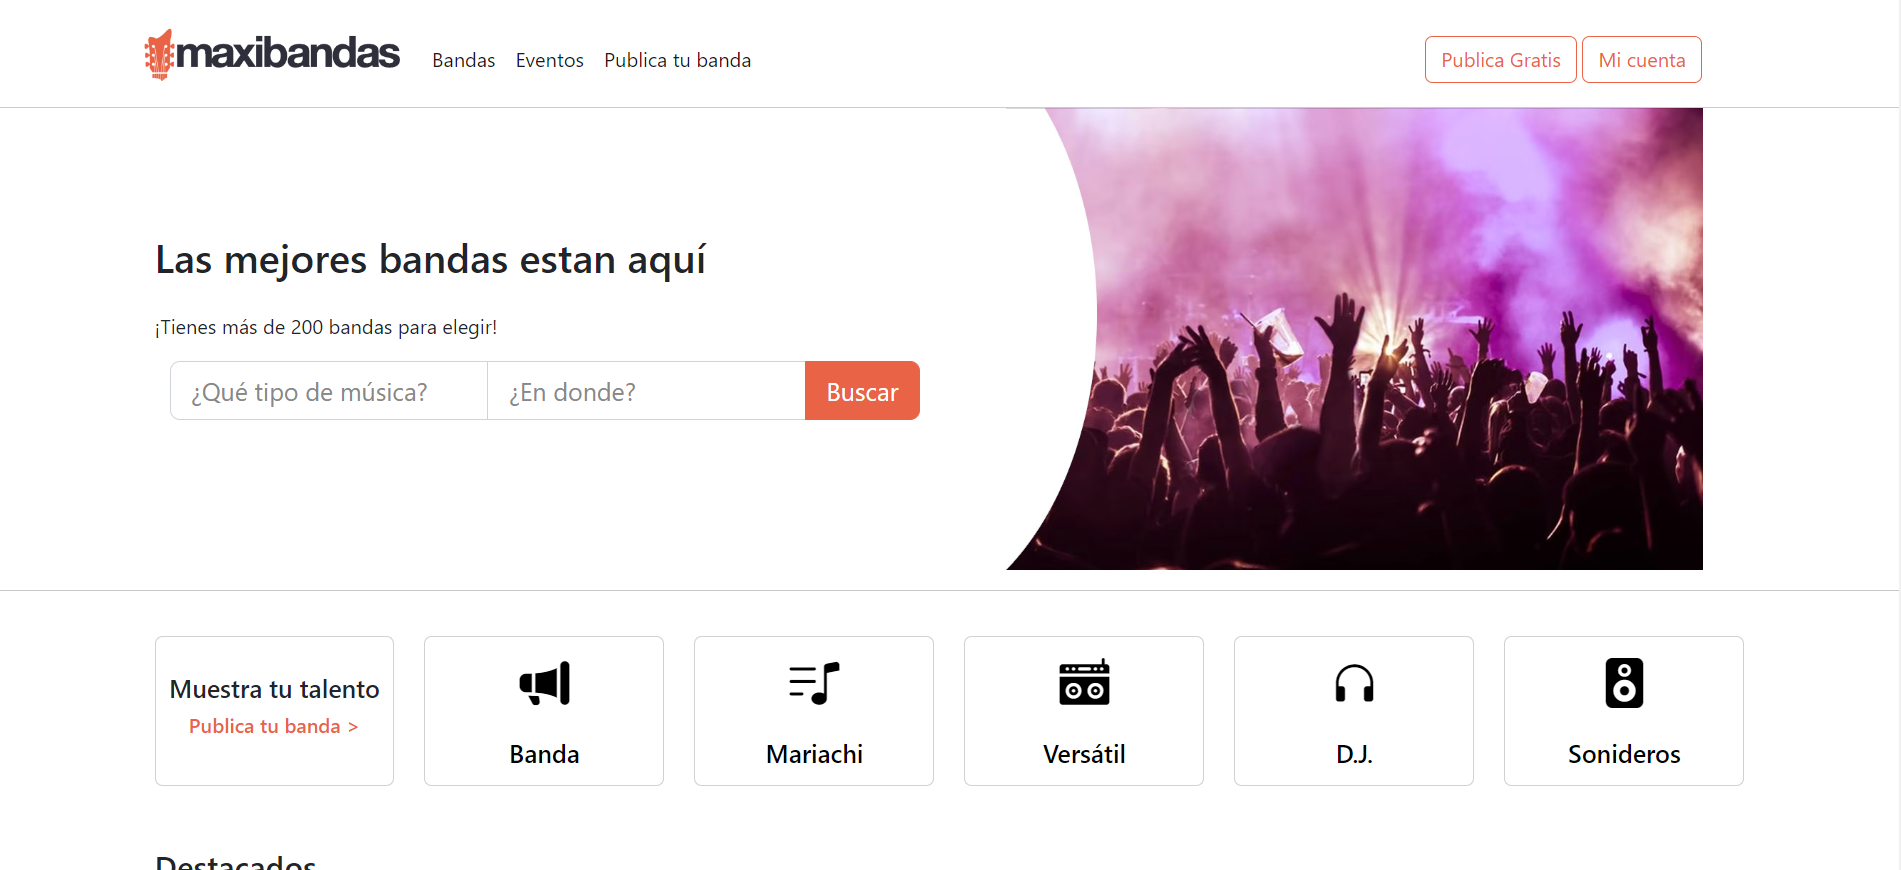 maxibandas
Bandas Eventos Publica tu banda
Publica Gratis Mi cuenta
Las mejores bandas estan aquí
¡Tienes más de 200 bandas para elegir!
¿Qué tipo de música? ¿En donde? Buscar
Muestra tu talento
Publica tu banda >
Banda
Mariachi
Versátil
D.J.
Sonideros
Destacados